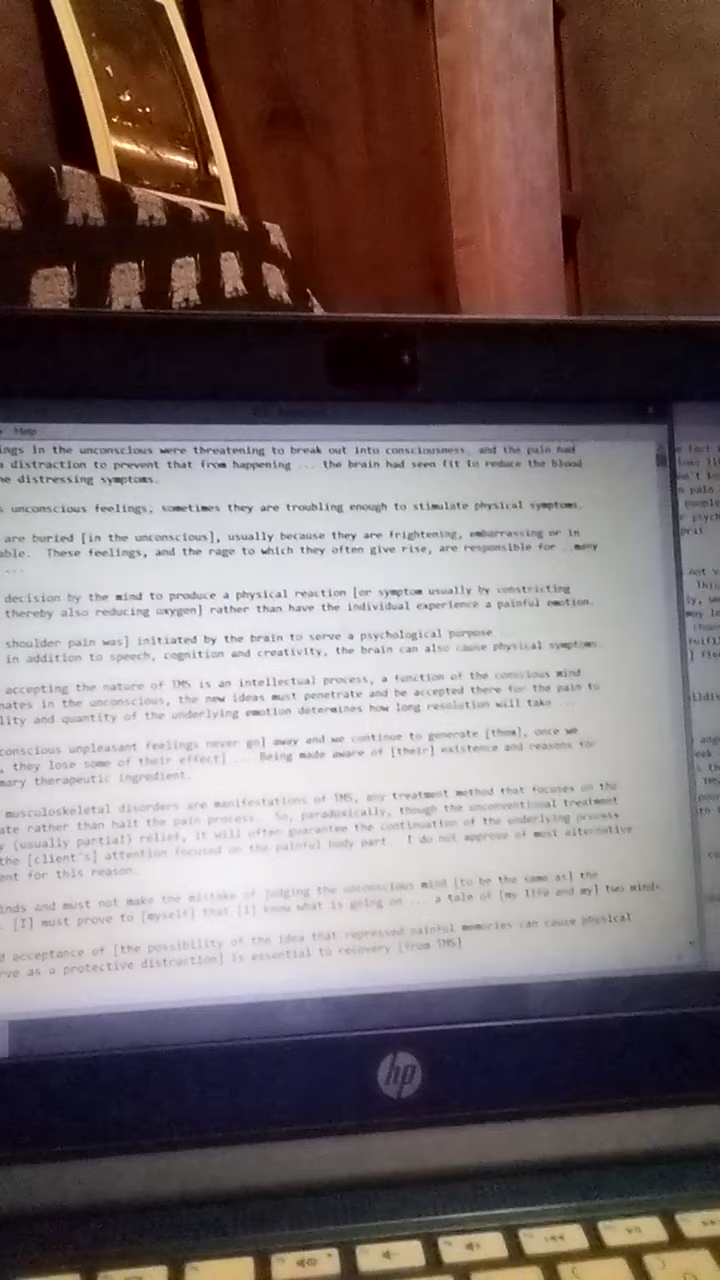 Help
ings in the unconscious were threatening to break out into consciousness, and the pain had
a distraction to prevent that from happening ... the brain had seen fit to reduce the blood
he distressing symptoms.
s unconscious feelings, sometimes they are troubling enough to stimulate physical symptoms.
are buried [in the unconscious], usually because they are frightening, embarrassing or in
able. These feelings, and the rage to which they often give rise, are responsible for ..many
...
decision by the mind to produce a physical reaction [or symptom usually by constricting
thereby also reducing oxygen] rather than have the individual experience a painful emotion.
shoulder pain was] initiated by the brain to serve a psychological purpose
in addition to speech, cognition and creativity, the brain can also cause physical symptoms.
accepting the nature of TMS is an intellectual process, a function of the conscious mind
nates in the unconscious, the new ideas must penetrate and be accepted there for the pain to
lity and quantity of the underlying emotion determines how long resolution will take ...
conscious unpleasant feelings never go] away and we continue to generate [them], once we
, they lose some of their effect] ... Being made aware of [their] existence and reasons for
mary therapeutic ingredient.
musculoskeletal disorders are manifestations of TMS, any treatment method that focuses on the
ate rather than halt the pain process. So, paradoxically, though the unconventional treatment
y (usually partial) relief, it will often guarantee the continuation of the underlying process
the [client's] attention focused on the painful body part. I do not approve of most alternative
ent for this reason.
inds and must not make the mistake of judging the unconscious mind [to be the same as] the
. [I] must prove to [myself] that [I] know what is going on ... a tale of [my life and my] two minds.
d acceptance of [the possibility of the idea that repressed painful memories can cause physical
rve as a protective distraction] is essential to recovery [from TMS]
hp